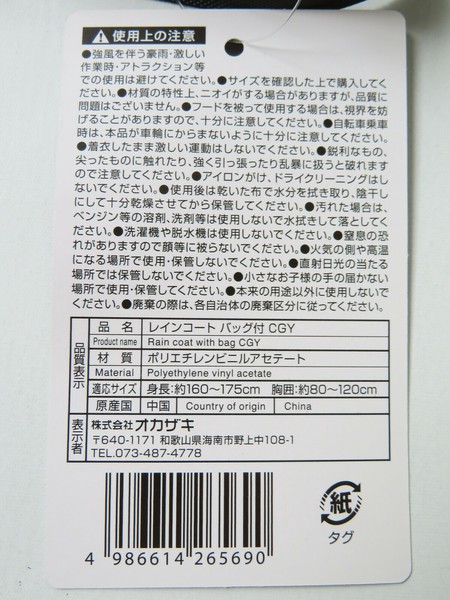 ⚠使用上の注意
●強風を伴う豪雨・激しい
作業時・アトラクション等
での使用は避けてください。●サイズを確認した上で購入してく
ださい。●材質の特性上、ニオイがする場合がありますが、品質に
問題はございません。●フードを被って使用する場合は、視界を妨
げることがありますので、十分に注意してください。●自転車乗車
時は、本品が車輪にからまないように十分に注意してください。
●着衣したまま激しい運動はしないでください。●鋭利なもの、
尖ったものに触れたり、強く引っ張ったり乱暴に扱うと破れますの
で注意してください。●アイロンがけ、ドライクリーニングはし
ないでください。●使用後は乾いた布で水分を拭き取り、陰干し
にして十分乾燥させてから保管してください。●汚れた場合は、
ベンジン等の溶剤、洗剤等は使用しないで水拭きして落としてく
ださい。●洗濯機や脱水機は使用しないでください。●窒息の恐
れがありますので顔等に被らないでください。●火気の側や高温
になる場所で使用・保管しないでください。●直射日光の当たる
場所では保管しないでください。●小さなお子様の手の届かない
場所で使用・保管してください。●本来の用途以外に使用しないで
ください。●廃棄の際は、各自治体の廃棄区分に従ってください。
品質表示
品 名 レインコート バッグ付 CGY
Product name Rain coat with bag CGY
材 質 ポリエチレンビニルアセテート
Material Polyethylene vinyl acetate
適応サイズ 身長：約160〜175cm 胸囲：約80〜120cm
原産国 中国 Country of origin China
表示者
株式会社オカザキ
〒640-1171 和歌山県海南市野上中108-1
TEL.073-487-4778
紙
タグ
4 986614 265690